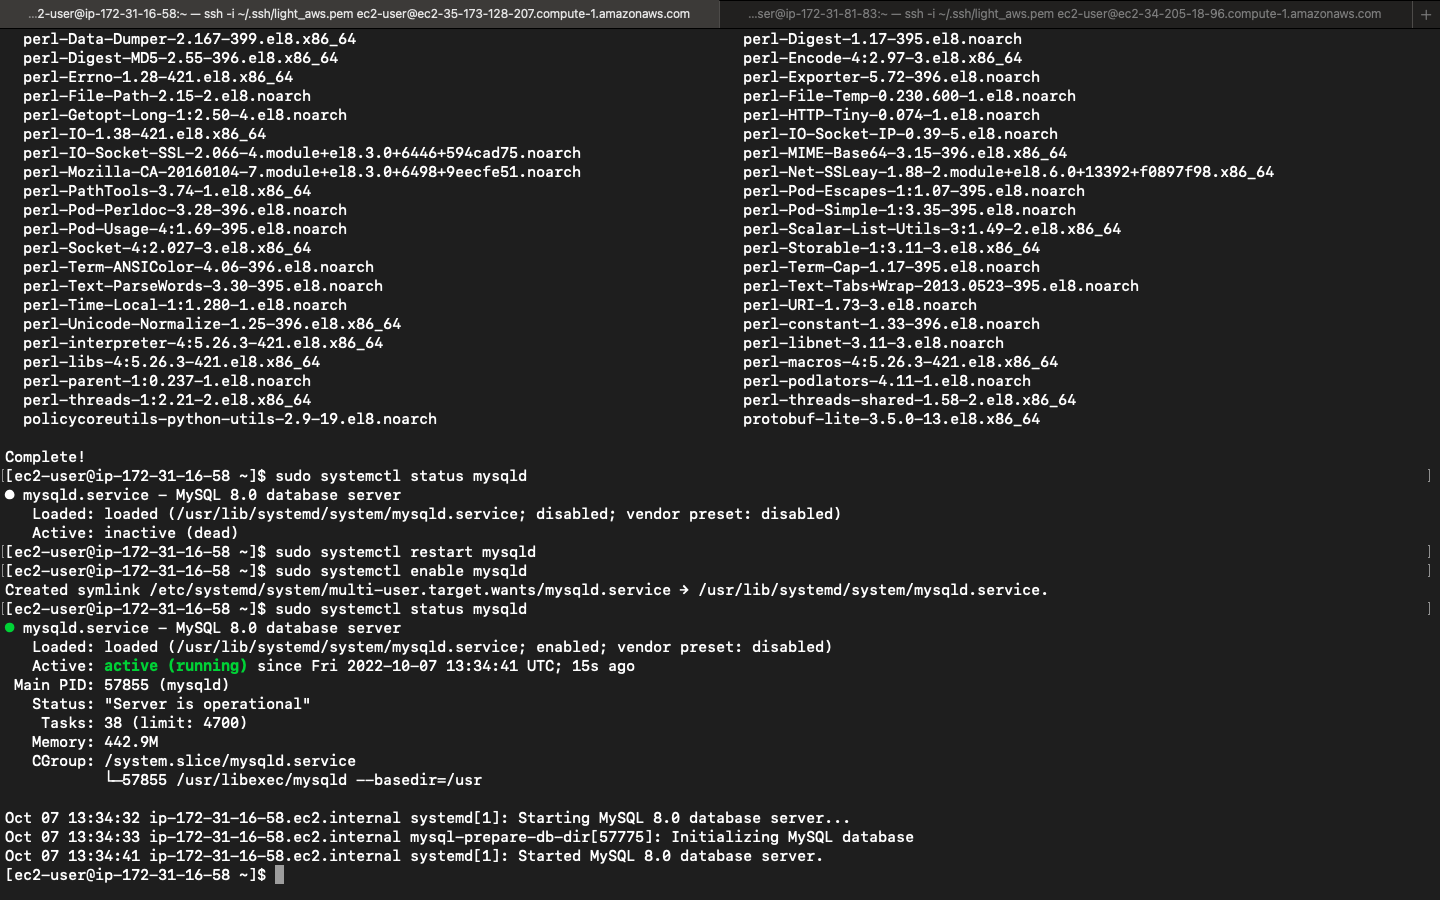 ...2-user@ip-172-31-16-58:~ — ssh -i ~/.ssh/light_aws.pem ec2-user@ec2-35-173-128-207.compute-1.amazonaws.com ...ser@ip-172-31-81-83:~ — ssh -i ~/.ssh/light_aws.pem ec2-user@ec2-34-205-18-96.compute-1.amazonaws.com +
perl-Data-Dumper-2.167-399.el8.x86_64 perl-Digest-1.17-395.el8.noarch
perl-Digest-MD5-2.55-396.el8.x86_64 perl-Encode-4:2.97-3.el8.x86_64
perl-Errno-1.28-421.el8.x86_64 perl-Exporter-5.72-396.el8.noarch
perl-File-Path-2.15-2.el8.noarch perl-File-Temp-0.230.600-1.el8.noarch
perl-Getopt-Long-1:2.50-4.el8.noarch perl-HTTP-Tiny-0.074-1.el8.noarch
perl-IO-1.38-421.el8.x86_64 perl-IO-Socket-IP-0.39-5.el8.noarch
perl-IO-Socket-SSL-2.066-4.module+el8.3.0+6446+594cad75.noarch perl-MIME-Base64-3.15-396.el8.x86_64
perl-Mozilla-CA-20160104-7.module+el8.3.0+6498+9eecfe51.noarch perl-Net-SSLeay-1.88-2.module+el8.6.0+13392+f0897f98.x86_64
perl-PathTools-3.74-1.el8.x86_64 perl-Pod-Escapes-1:1.07-395.el8.noarch
perl-Pod-Perldoc-3.28-396.el8.noarch perl-Pod-Simple-1:3.35-395.el8.noarch
perl-Pod-Usage-4:1.69-395.el8.noarch perl-Scalar-List-Utils-3:1.49-2.el8.x86_64
perl-Socket-4:2.027-3.el8.x86_64 perl-Storable-1:3.11-3.el8.x86_64
perl-Term-ANSIColor-4.06-396.el8.noarch perl-Term-Cap-1.17-395.el8.noarch
perl-Text-ParseWords-3.30-395.el8.noarch perl-Text-Tabs+Wrap-2013.0523-395.el8.noarch
perl-Time-Local-1:1.280-1.el8.noarch perl-URI-1.73-3.el8.noarch
perl-Unicode-Normalize-1.25-396.el8.x86_64 perl-constant-1.33-396.el8.noarch
perl-interpreter-4:5.26.3-421.el8.x86_64 perl-libnet-3.11-3.el8.noarch
perl-libs-4:5.26.3-421.el8.x86_64 perl-macros-4:5.26.3-421.el8.x86_64
perl-parent-1:0.237-1.el8.noarch perl-podlators-4.11-1.el8.noarch
perl-threads-1:2.21-2.el8.x86_64 perl-threads-shared-1.58-2.el8.x86_64
policycoreutils-python-utils-2.9-19.el8.noarch protobuf-lite-3.5.0-13.el8.x86_64
Complete!
[[ec2-user@ip-172-31-16-58 ~]$ sudo systemctl status mysqld ]
● mysqld.service - MySQL 8.0 database server
Loaded: loaded (/usr/lib/systemd/system/mysqld.service; disabled; vendor preset: disabled)
Active: inactive (dead)
[[ec2-user@ip-172-31-16-58 ~]$ sudo systemctl restart mysqld ]
[[ec2-user@ip-172-31-16-58 ~]$ sudo systemctl enable mysqld ]
Created symlink /etc/systemd/system/multi-user.target.wants/mysqld.service → /usr/lib/systemd/system/mysqld.service.
[[ec2-user@ip-172-31-16-58 ~]$ sudo systemctl status mysqld ]
● mysqld.service - MySQL 8.0 database server
Loaded: loaded (/usr/lib/systemd/system/mysqld.service; enabled; vendor preset: disabled)
Active: active (running) since Fri 2022-10-07 13:34:41 UTC; 15s ago
Main PID: 57855 (mysqld)
Status: "Server is operational"
Tasks: 38 (limit: 4700)
Memory: 442.9M
CGroup: /system.slice/mysqld.service
└─57855 /usr/libexec/mysqld --basedir=/usr
Oct 07 13:34:32 ip-172-31-16-58.ec2.internal systemd[1]: Starting MySQL 8.0 database server...
Oct 07 13:34:33 ip-172-31-16-58.ec2.internal mysql-prepare-db-dir[57775]: Initializing MySQL database
Oct 07 13:34:41 ip-172-31-16-58.ec2.internal systemd[1]: Started MySQL 8.0 database server.
[ec2-user@ip-172-31-16-58 ~]$